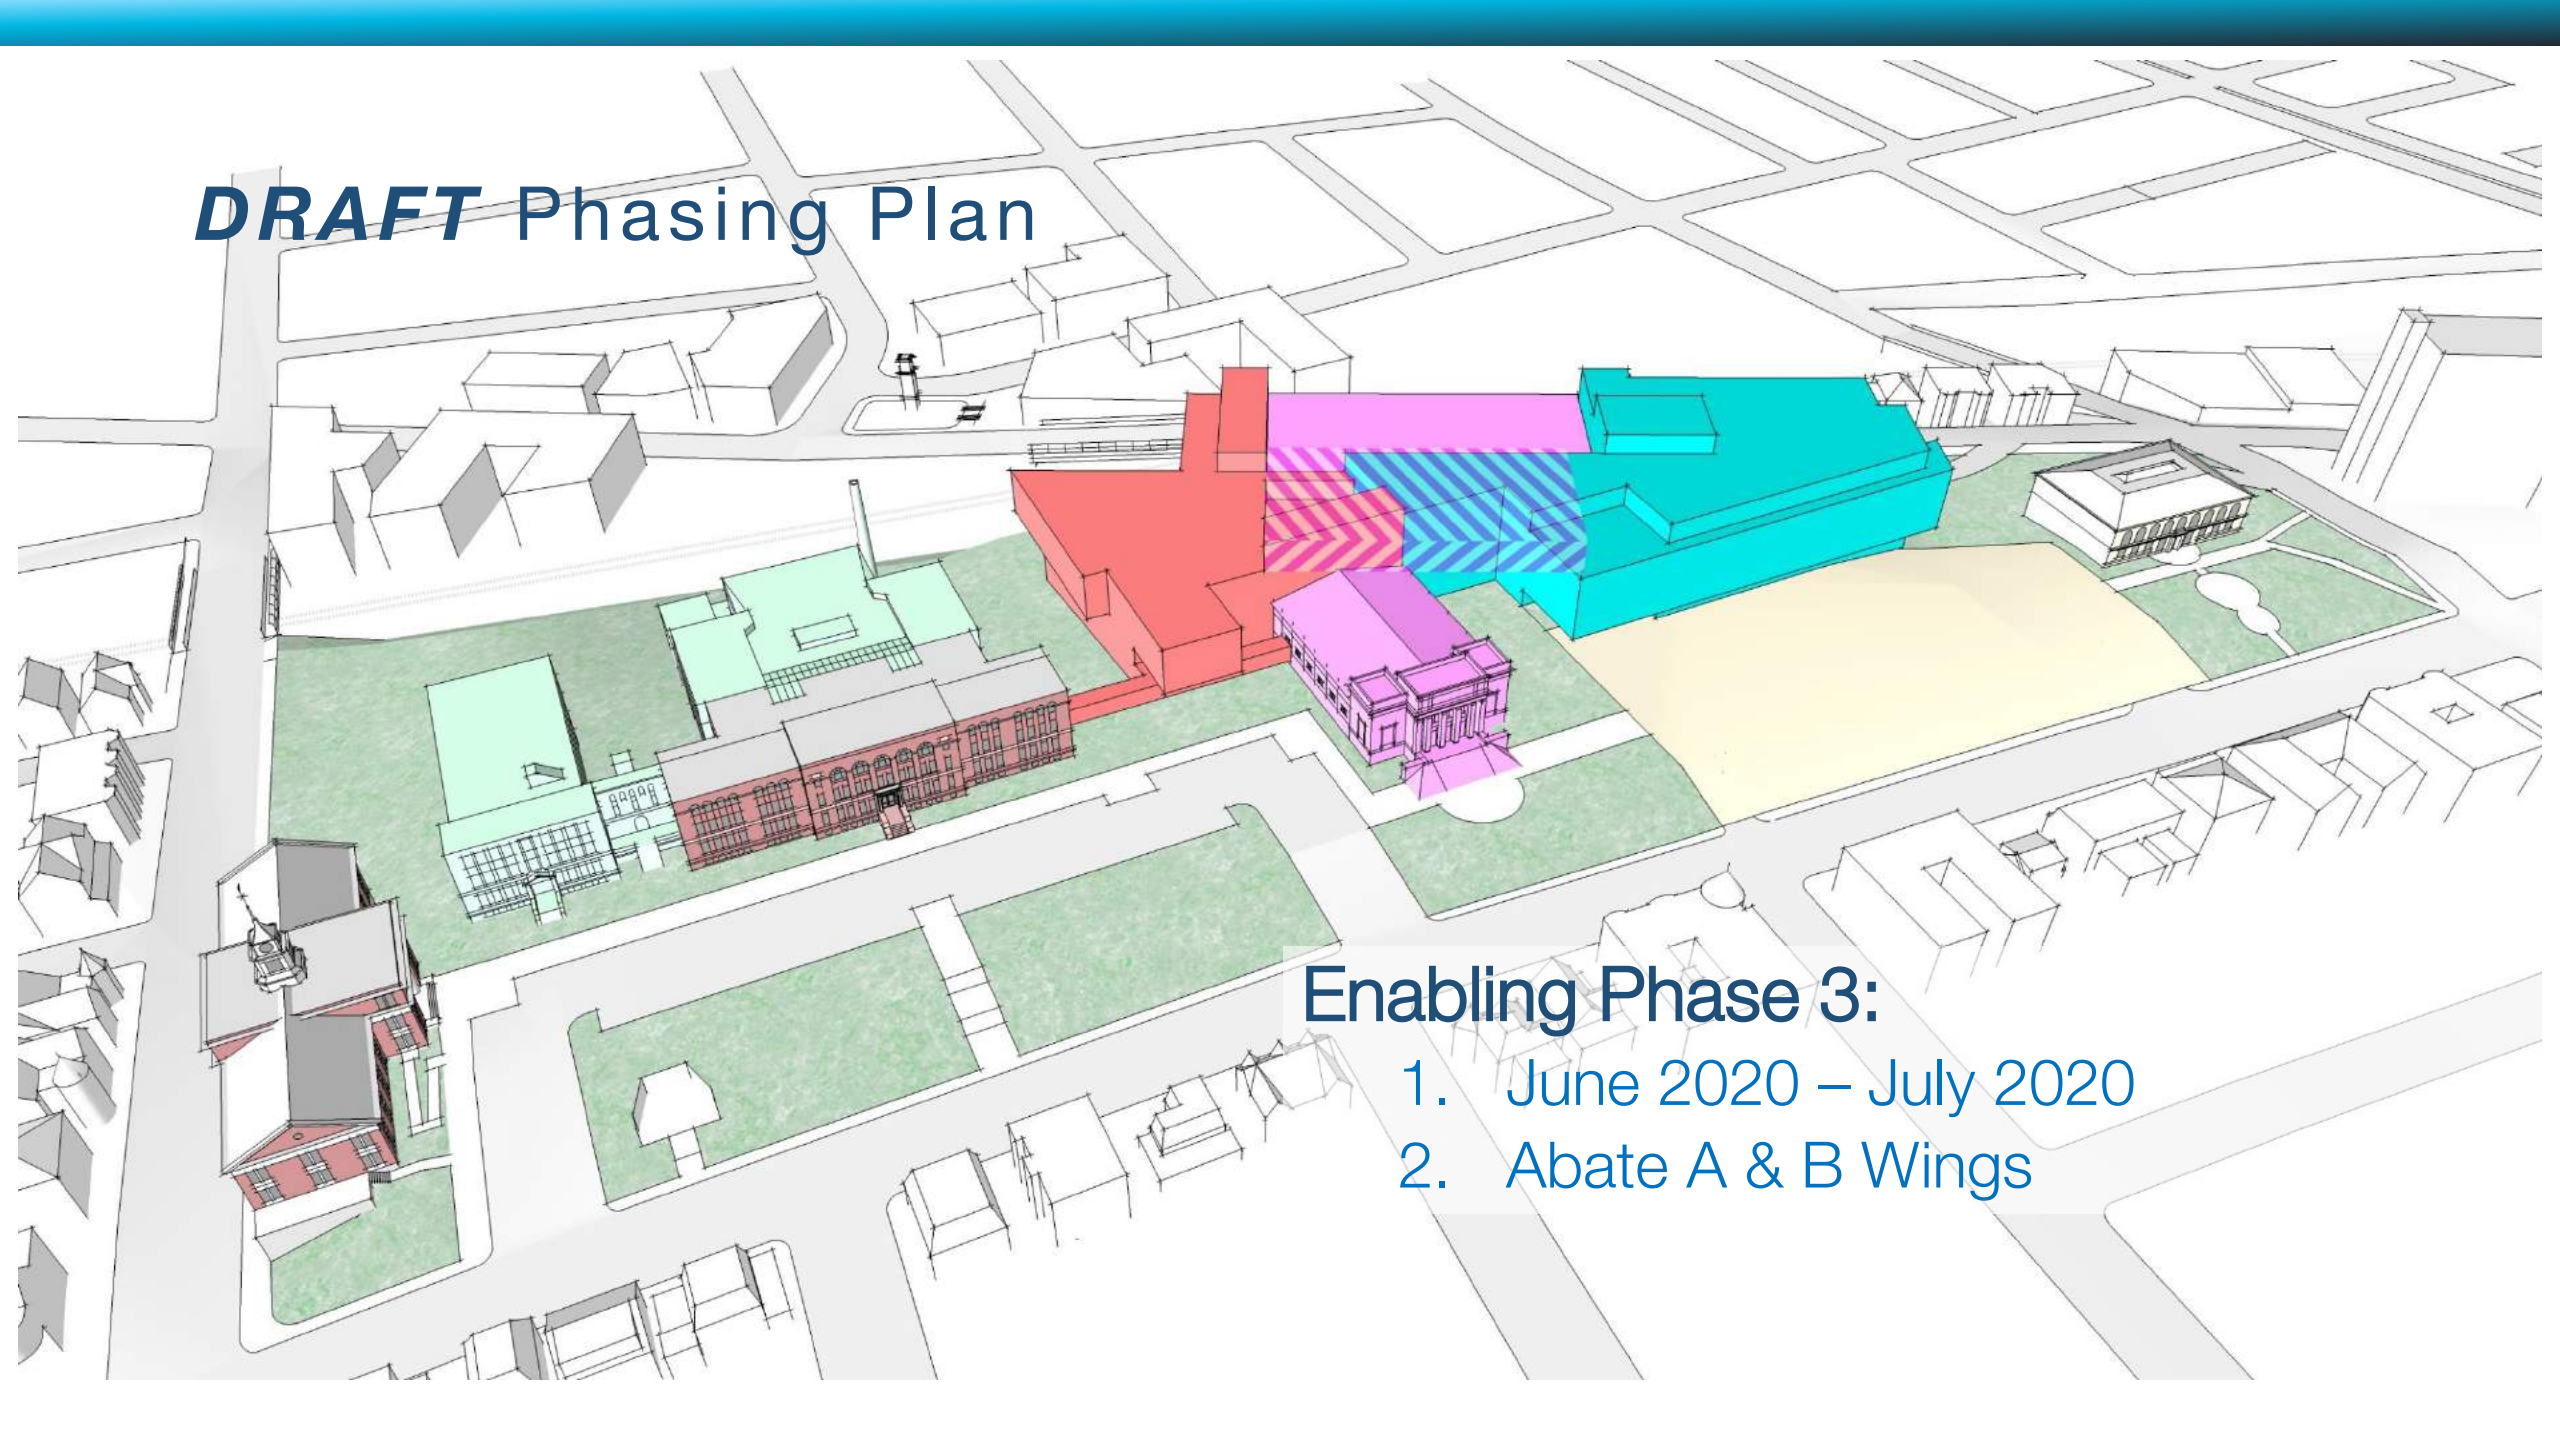 DRAFT Phasing Plan
Enabling Phase 3:
1. June 2020 – July 2020
2. Abate A & B Wings